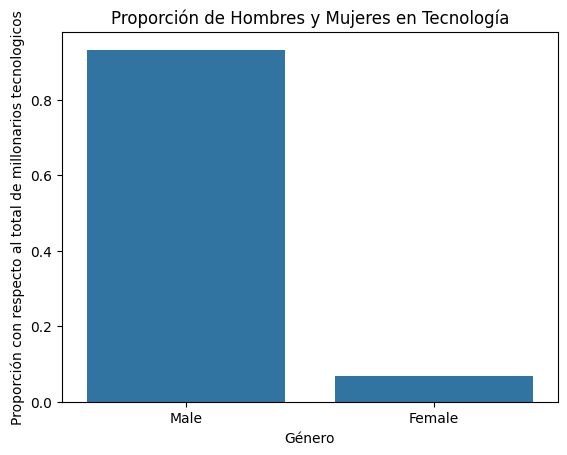 Proporción de Hombres y Mujeres en Tecnología
Proporción con respecto al total de millonarios tecnologicos
0.8
0.6
0.4
0.2
0.0
Male
Female
Género